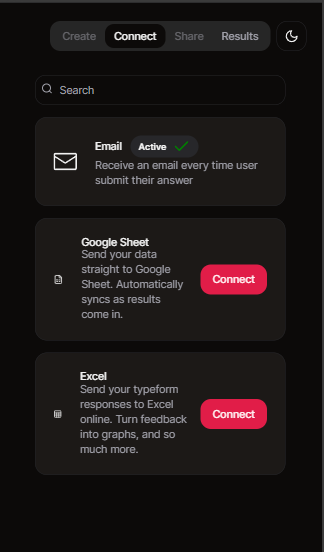 Create Connect Share Results
Search
Email Active
Receive an email every time user
submit their answer
Google Sheet
Send your data
straight to Google
Sheet. Automatically
syncs as results
come in.
Connect
Excel
Send your typeform
responses to Excel
online. Turn feedback
into graphs, and so
much more.
Connect